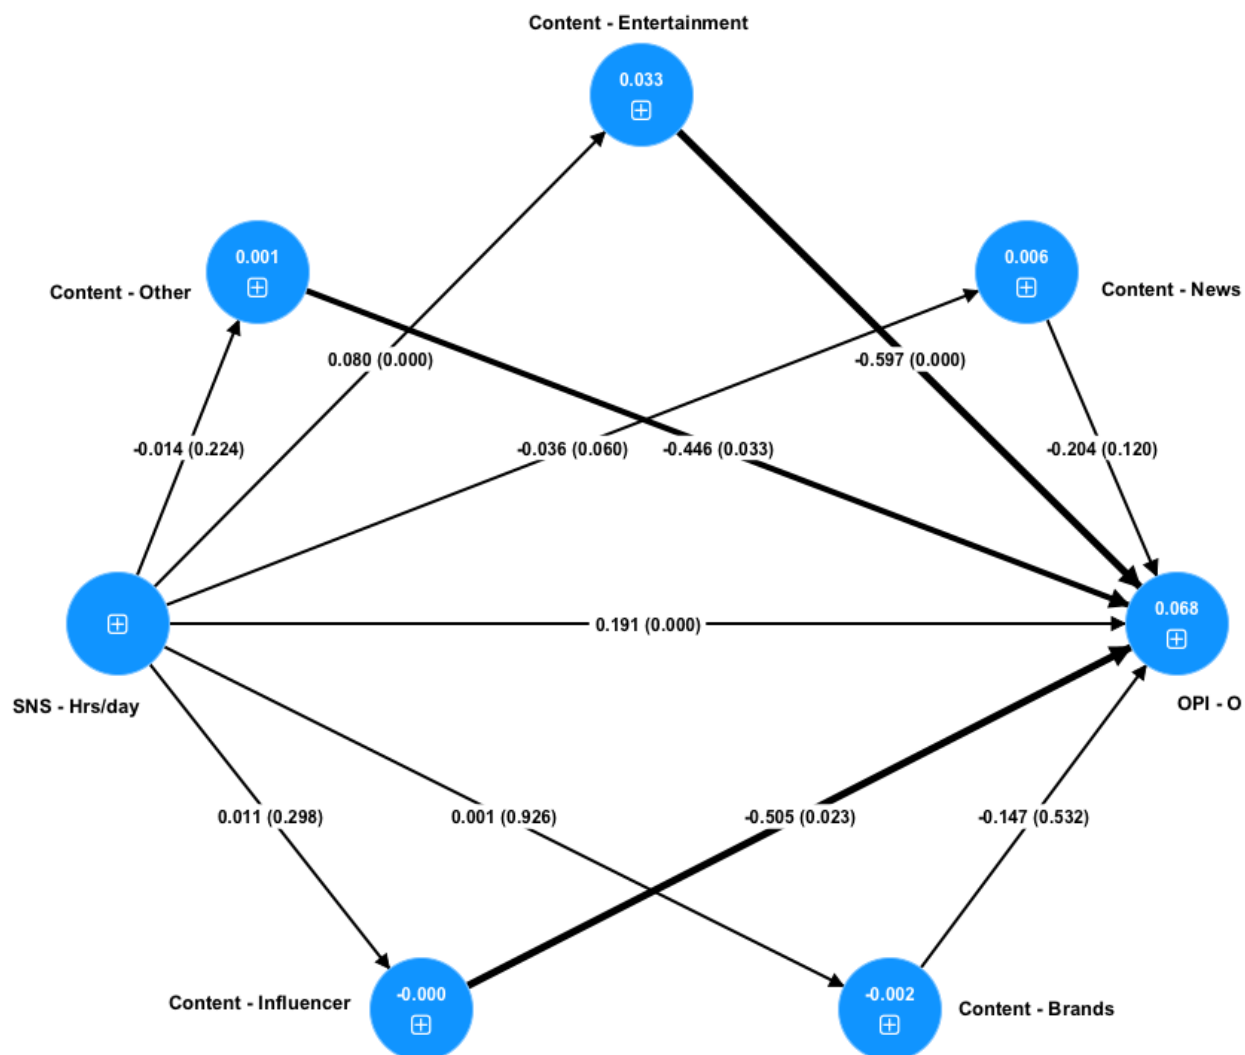 Content - Entertainment
0.033
0.001
0.006
Content - Other
Content - News
0.080 (0.000)
-0.597 (0.000)
-0.014 (0.224)
-0.036 (0.060)
-0.446 (0.033)
-0.204 (0.120)
0.068
0.191 (0.000)
SNS - Hrs/day
OPI - O
0.011 (0.298)
0.001 (0.926)
-0.505 (0.023)
-0.147 (0.532)
Content - Influencer
-0.000
-0.002
Content - Brands